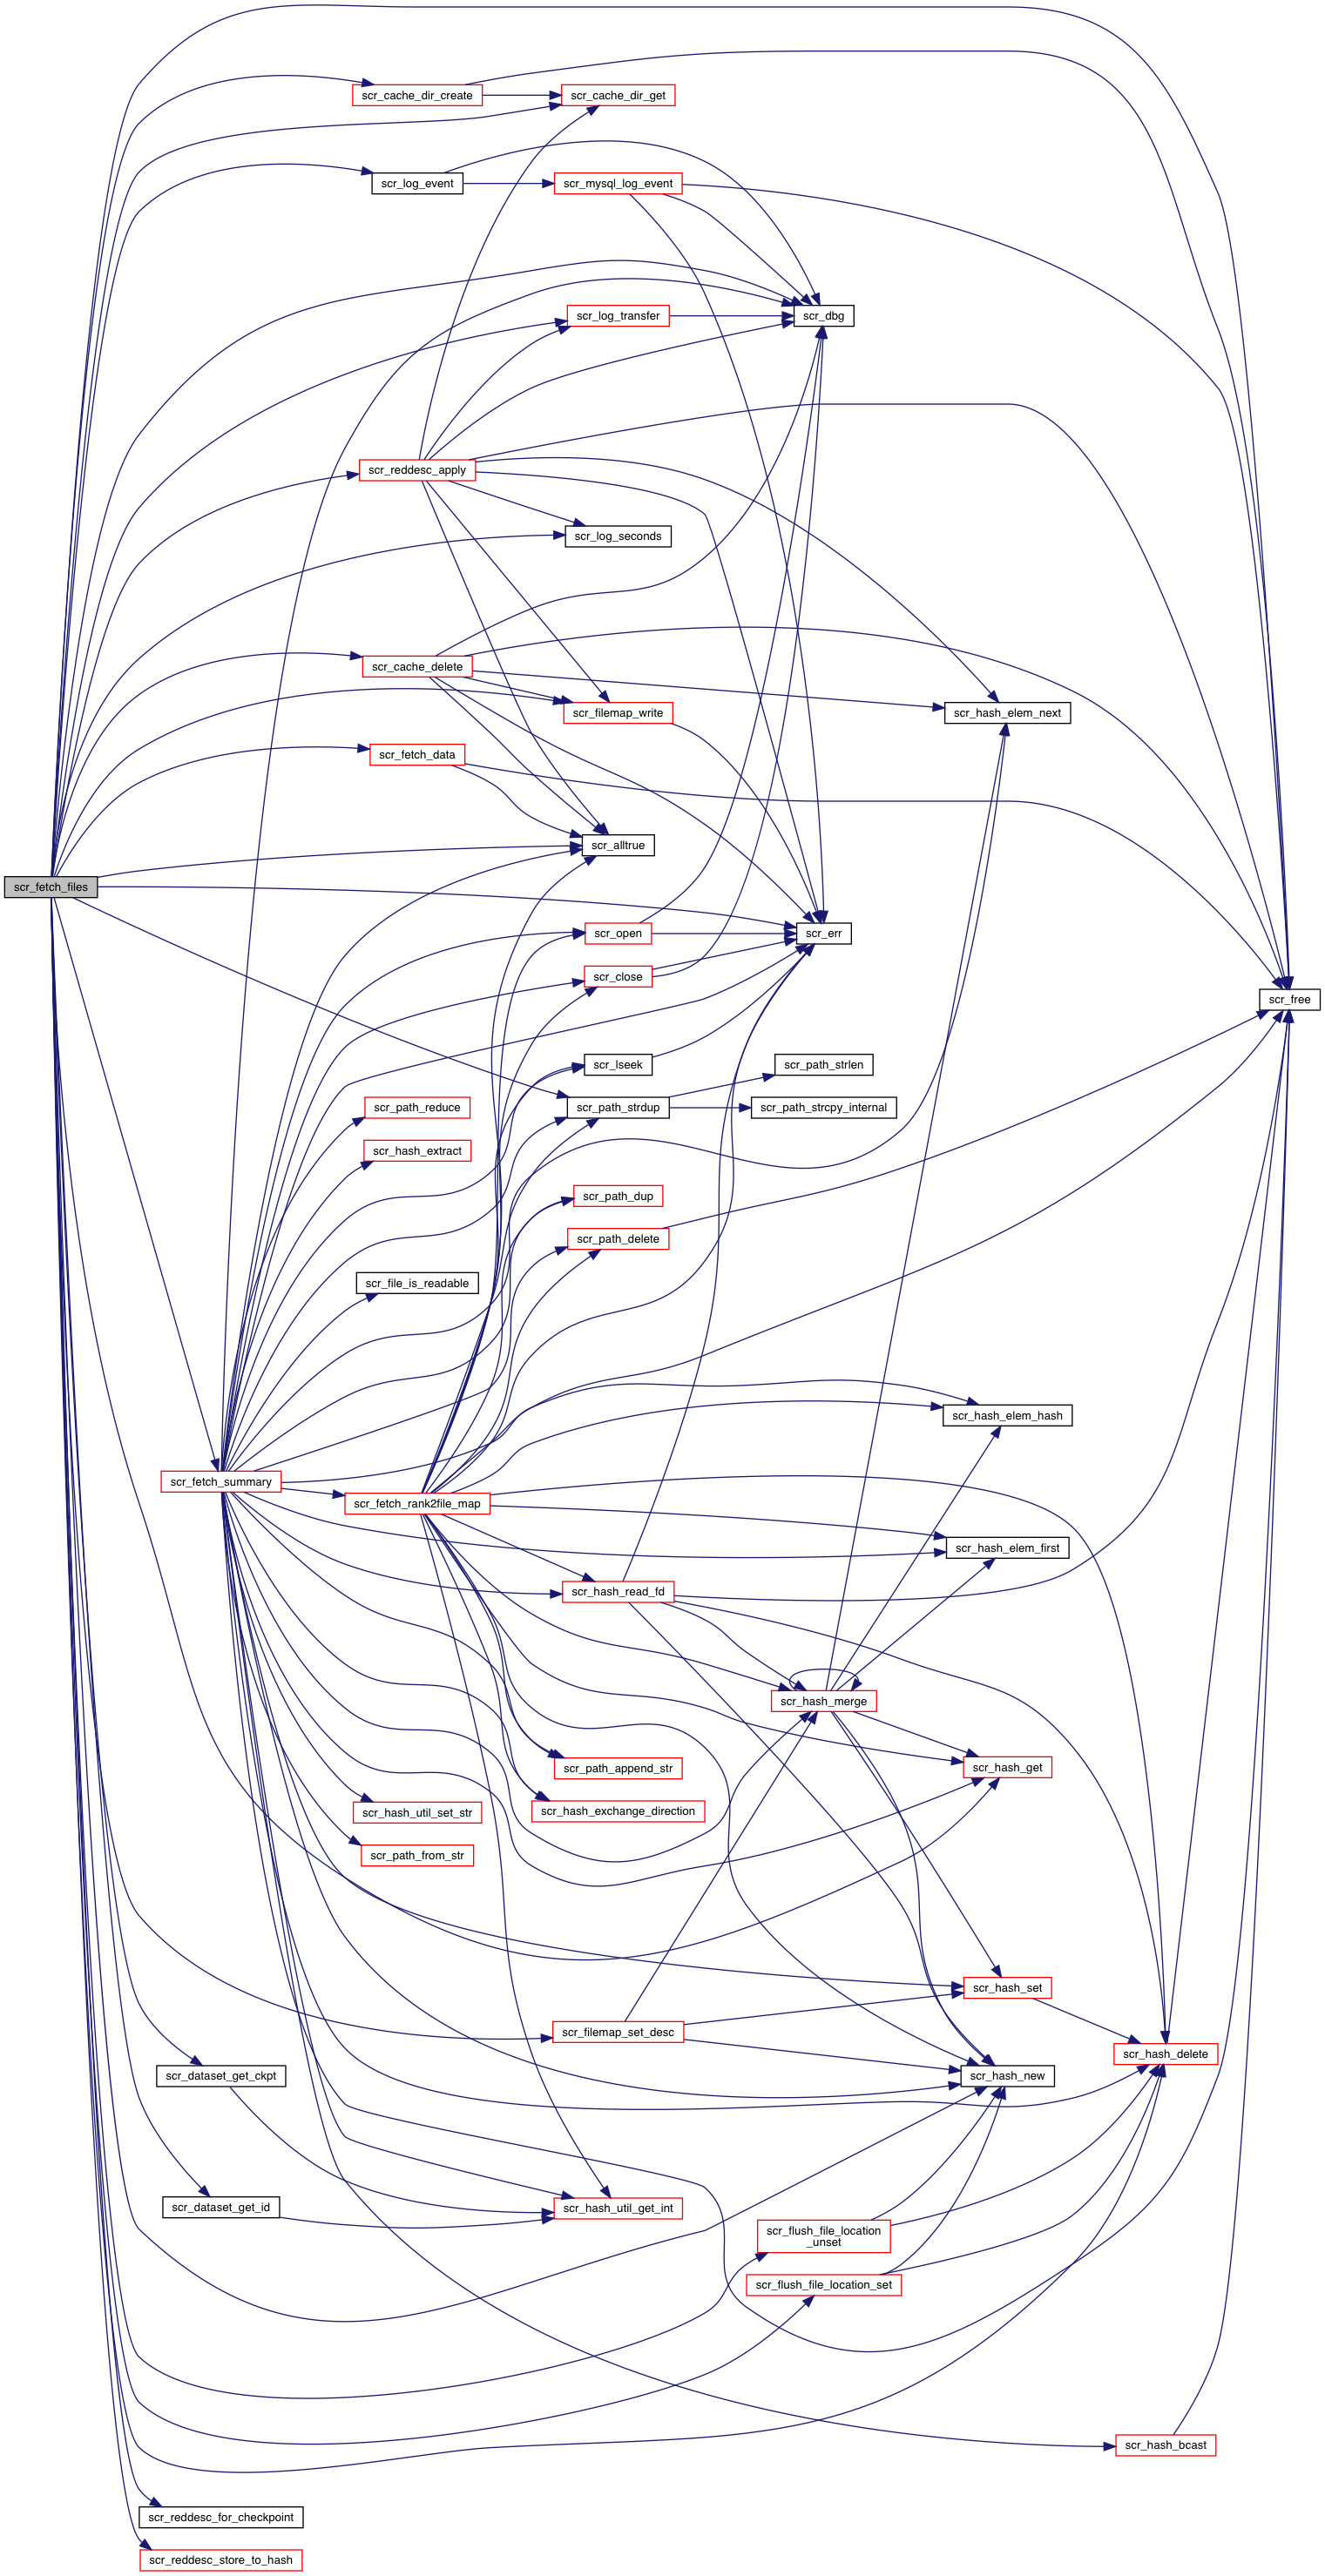 scr_cache_dir_create
scr_cache_dir_get
scr_log_event
scr_mysql_log_event
scr_log_transfer
scr_dbg
scr_reddesc_apply
scr_log_seconds
scr_cache_delete
scr_filemap_write
scr_hash_elem_next
scr_fetch_data
scr_alltrue
scr_fetch_files
scr_open
scr_err
scr_close
scr_free
scr_lseek
scr_path_strlen
scr_path_reduce
scr_path_strdup
scr_path_strcpy_internal
scr_hash_extract
scr_path_dup
scr_path_delete
scr_file_is_readable
scr_hash_elem_hash
scr_fetch_summary
scr_fetch_rank2file_map
scr_hash_elem_first
scr_hash_read_fd
scr_hash_merge
scr_path_append_str
scr_hash_get
scr_hash_util_set_str
scr_hash_exchange_direction
scr_path_from_str
scr_hash_set
scr_filemap_set_desc
scr_hash_delete
scr_dataset_get_ckpt
scr_hash_new
scr_dataset_get_id
scr_hash_util_get_int
scr_flush_file_location
_unset
scr_flush_file_location_set
scr_hash_bcast
scr_reddesc_for_checkpoint
scr_reddesc_store_to_hash